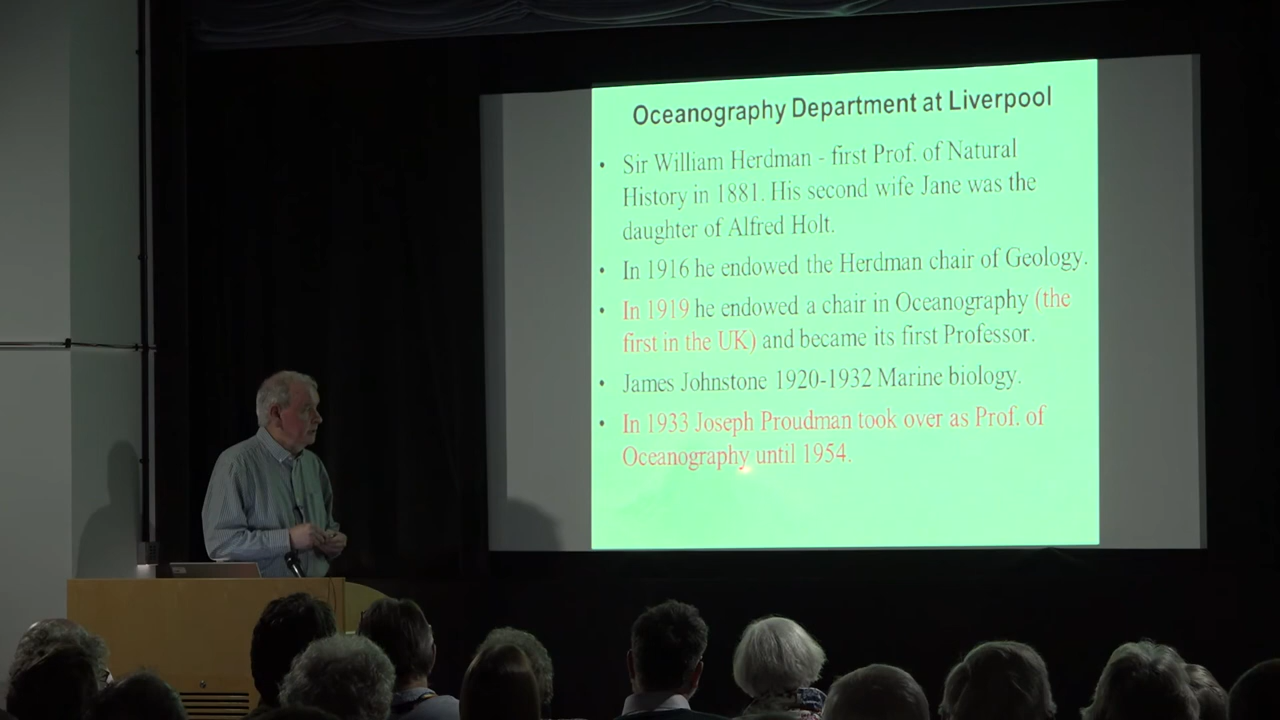 Oceanography Department at Liverpool
• Sir William Herdman - first Prof. of Natural
History in 1881. His second wife Jane was the
daughter of Alfred Holt.
• In 1916 he endowed the Herdman chair of Geology.
• In 1919 he endowed a chair in Oceanography (the
first in the UK) and became its first Professor.
• James Johnstone 1920-1932 Marine biology.
• In 1933 Joseph Proudman took over as Prof. of
Oceanography until 1954.